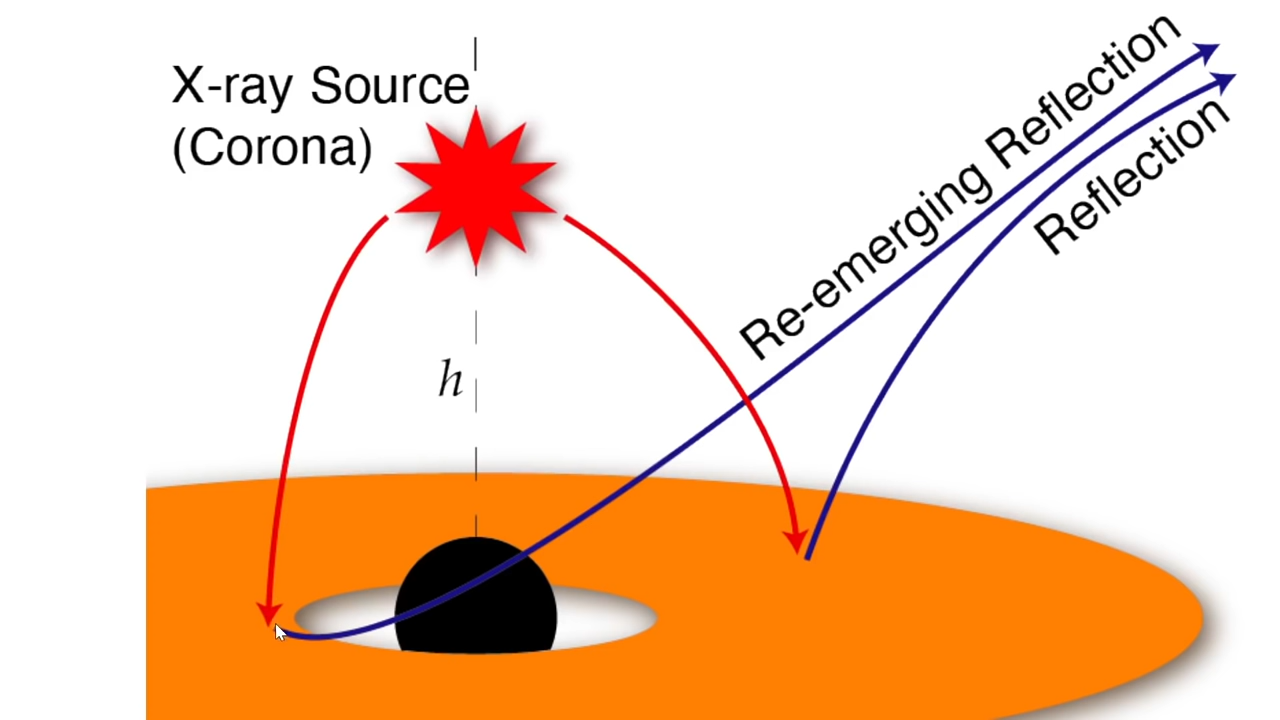 X-ray Source
(Corona)
Re-emerging Reflection
Reflection
h